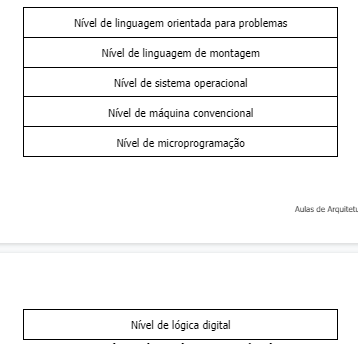 Nível de linguagem orientada para problemas
Nível de linguagem de montagem
Nível de sistema operacional
Nível de máquina convencional
Nível de microprogramação
Aulas de Arquitetu
Nível de lógica digital